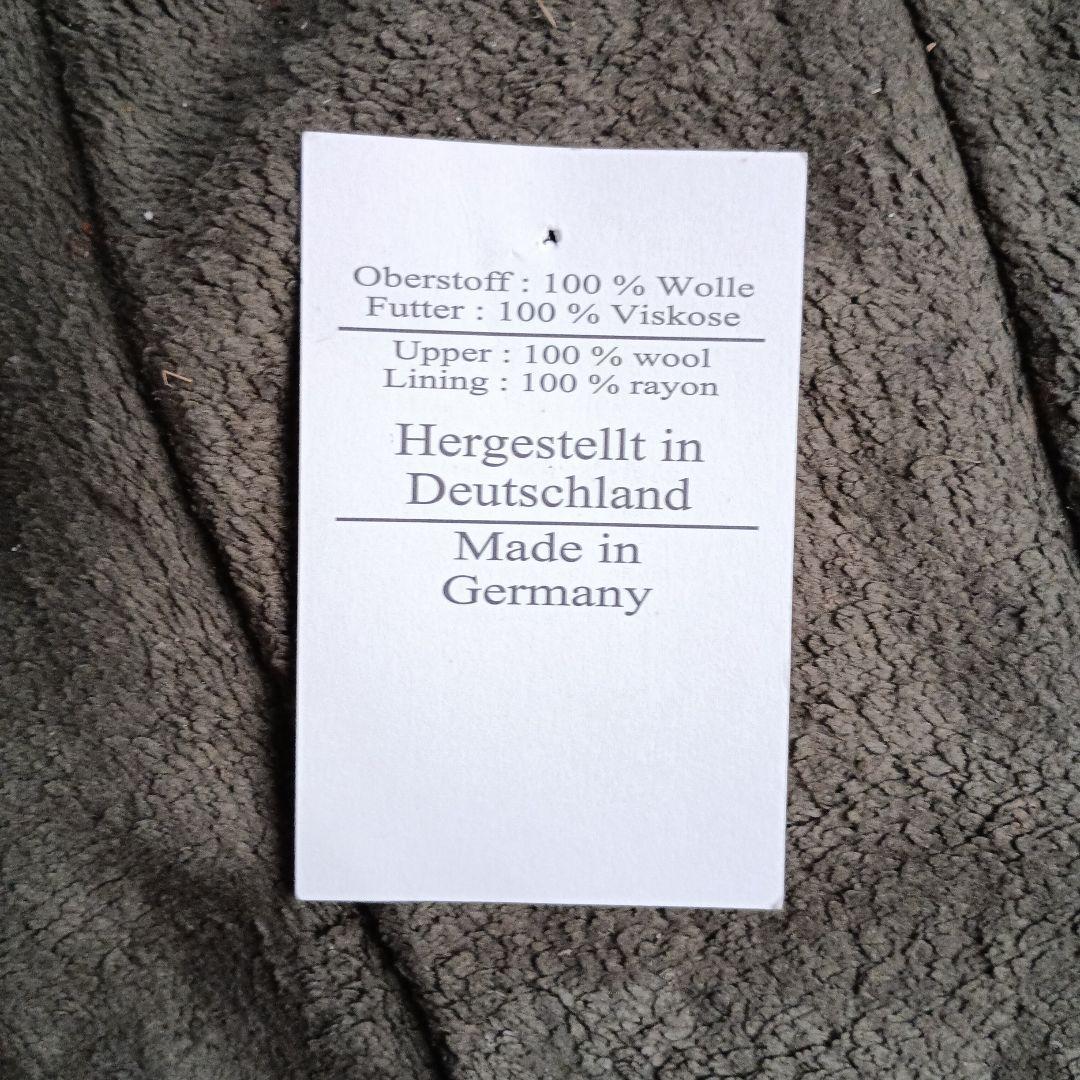 Oberstoff : 100 % Wolle
Futter : 100 % Viskose
Upper : 100 % wool
Lining : 100 % rayon
Hergestellt in
Deutschland
Made in
Germany